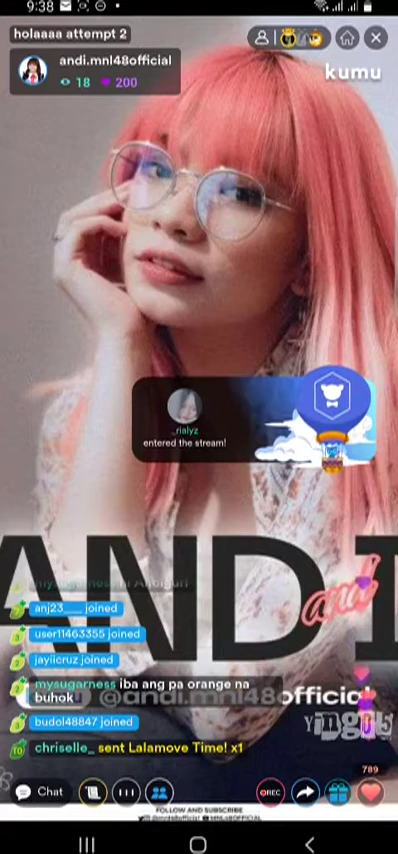 9:38
holaaaa attempt 2
andi.mnl48official
18 200
kumu
_rialyz
entered the stream!
ANDI
andi
anj23___ joined
user11463355 joined
jayiicruz joined
mysugarness iba ang pa orange na
buhok
@andi.mnl48official
budol48847 joined
chriselle_ sent Lalamove Time! x1
789
Chat
REC
FOLLOW AND SUBSCRIBE